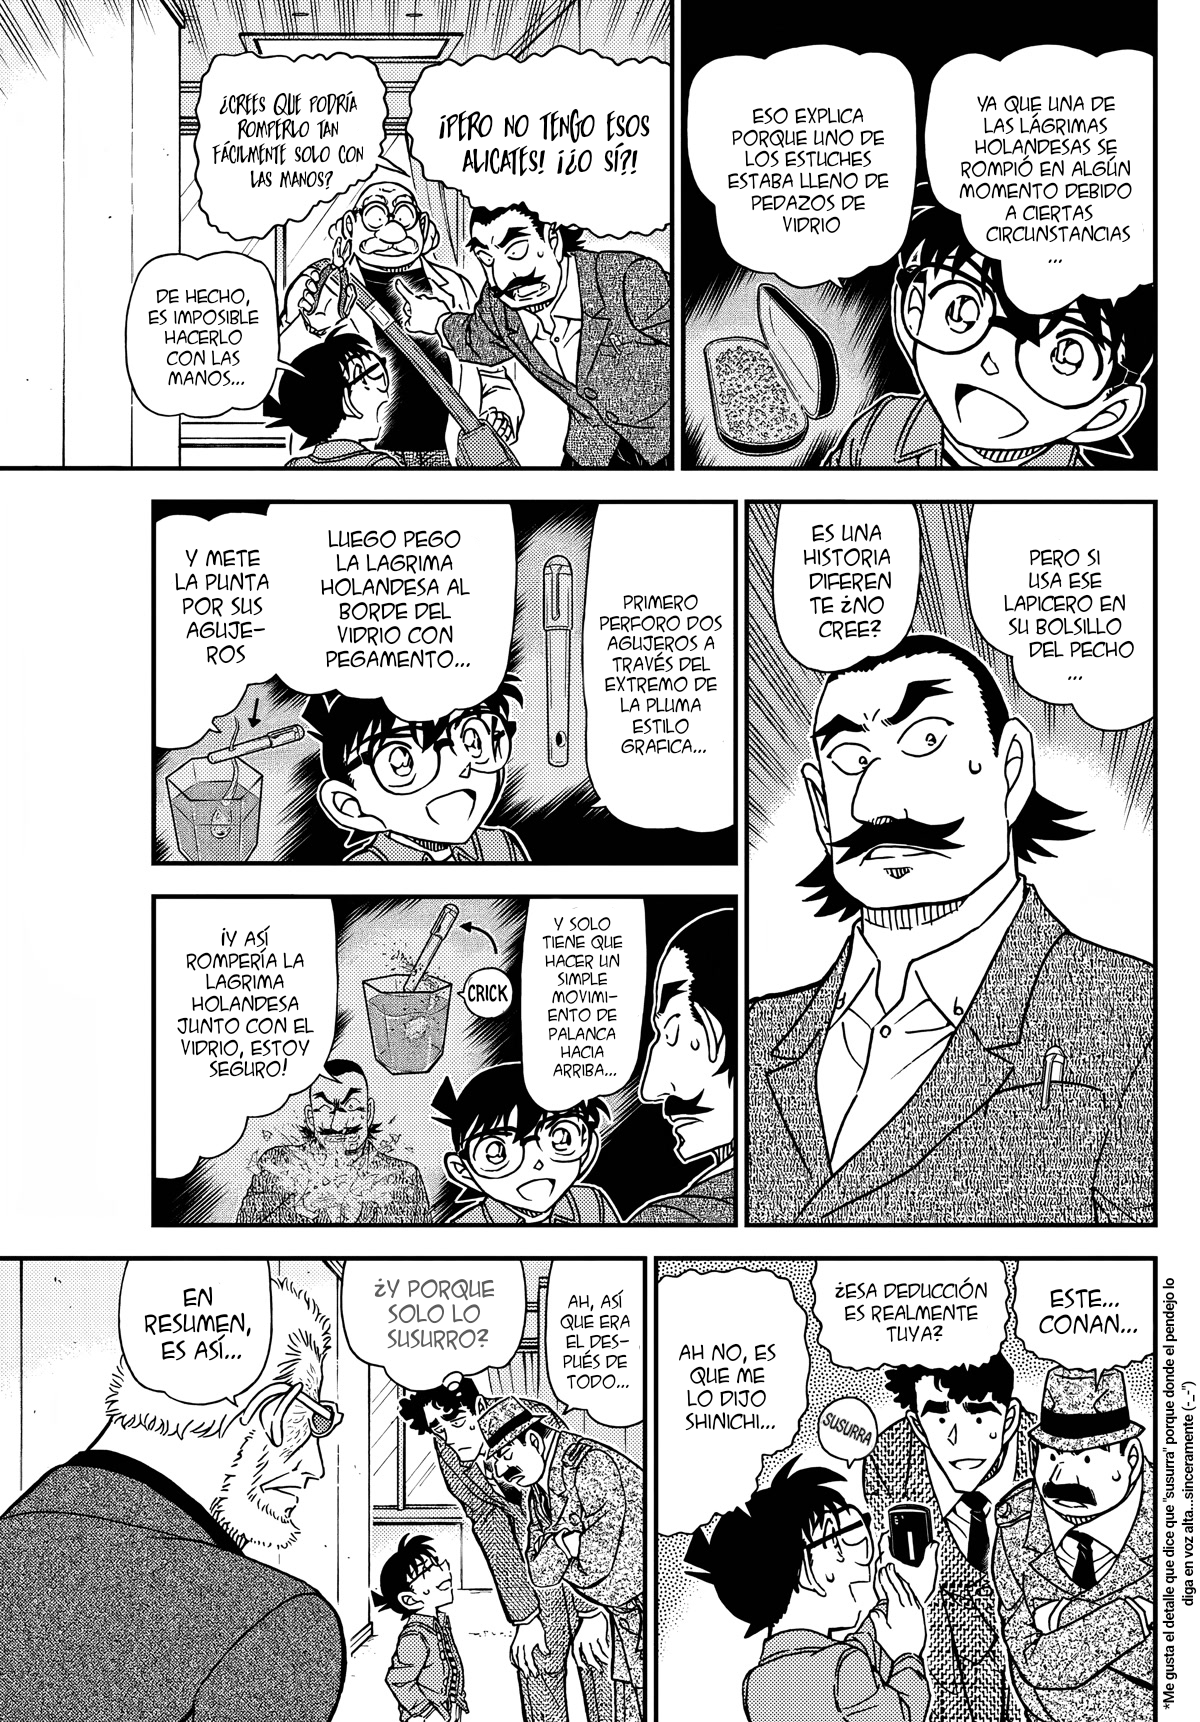 YA QUE UNA DE
LAS LÁGRIMAS
HOLANDESAS SE
ROMPIÓ EN ALGÚN
MOMENTO DEBIDO
A CIERTAS
CIRCUNSTANCIAS
...
ESO EXPLICA
PORQUE UNO DE
LOS ESTUCHES
ESTABA LLENO DE
PEDAZOS DE
VIDRIO
¡PERO NO TENGO ESOS
ALICATES! ¡¿O SÍ?!
¿CREES QUE PODRÍA
ROMPERLO TAN
FÁCILMENTE SOLO CON
LAS MANOS?
DE HECHO,
ES IMPOSIBLE
HACERLO
CON LAS
MANOS...
PERO SI
USA ESE
LAPICERO EN
SU BOLSILLO
DEL PECHO
...
ES UNA
HISTORIA
DIFEREN
TE ¿NO
CREE?
PRIMERO
PERFORO DOS
AGUJEROS A
TRAVÉS DEL
EXTREMO DE
LA PLUMA
ESTILO
GRAFICA...
LUEGO PEGO
LA LAGRIMA
HOLANDESA AL
BORDE DEL
VIDRIO CON
PEGAMENTO...
Y METE
LA PUNTA
POR SUS
AGUJE-
ROS
Y SOLO
TIENE QUE
HACER UN
SIMPLE
MOVIMI-
ENTO DE
PALANCA
HACIA
ARRIBA...
CRICK
¡Y ASÍ
ROMPERÍA LA
LAGRIMA
HOLANDESA
JUNTO CON EL
VIDRIO, ESTOY
SEGURO!
ESTE...
CONAN...
¿ESA DEDUCCIÓN
ES REALMENTE
TUYA?
AH NO, ES
QUE ME
LO DIJO
SHINICHI...
SUSURRA
AH, ASÍ
QUE ERA
EL DES-
PUÉS DE
TODO...
¿Y PORQUE
SOLO LO
SUSURRO?
EN
RESUMEN,
ES ASÍ...
*Me gusta el detalle que dice que "susurra" porque donde el pendejo lo
diga en voz alta...sinceramente (-_-")